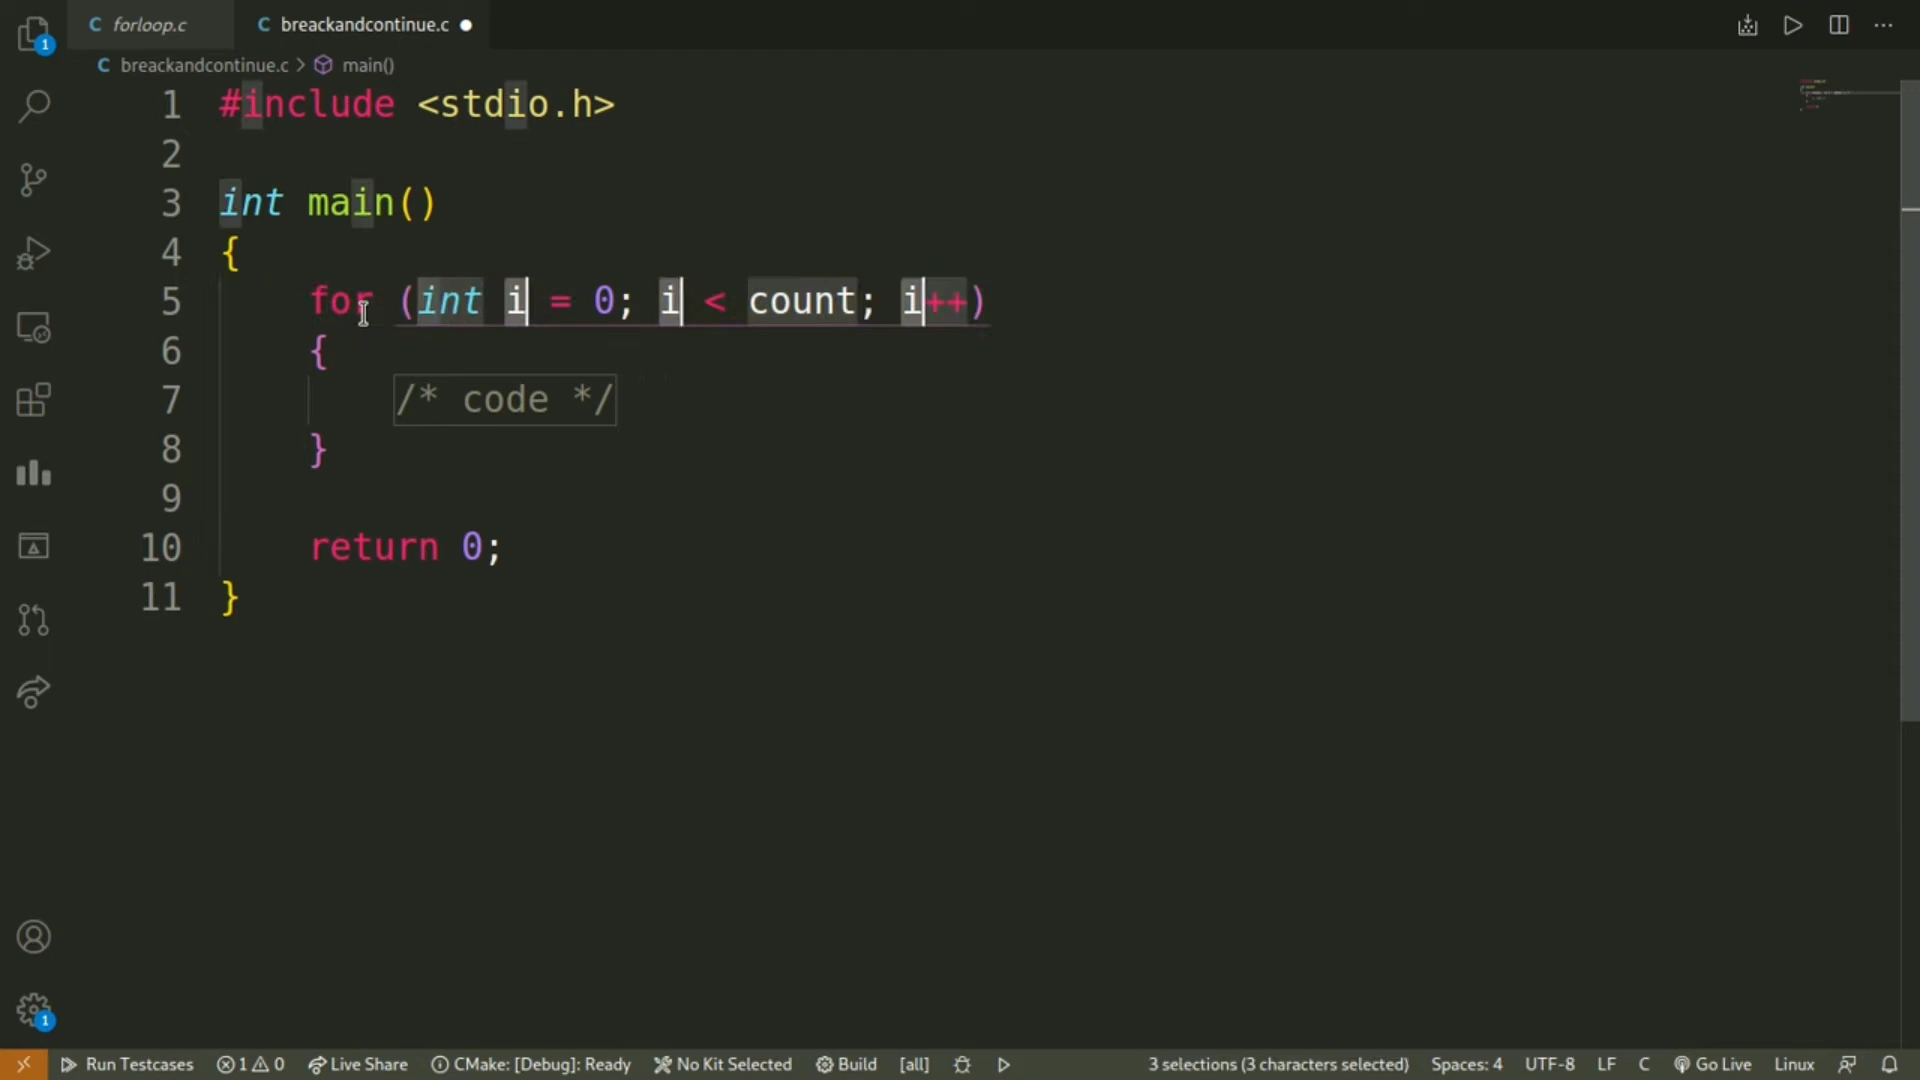 forloop.c
breackandcontinue.c
breackandcontinue.c > main()
1 #include <stdio.h>
2
3 int main()
4 {
5 for (int i = 0; i < count; i++)
6 {
7 /* code */
8 }
9
10 return 0;
11 }
1
1
Run Testcases 1 0 Live Share CMake: [Debug]: Ready No Kit Selected Build [all] 3 selections (3 characters selected) Spaces: 4 UTF-8 LF C Go Live Linux